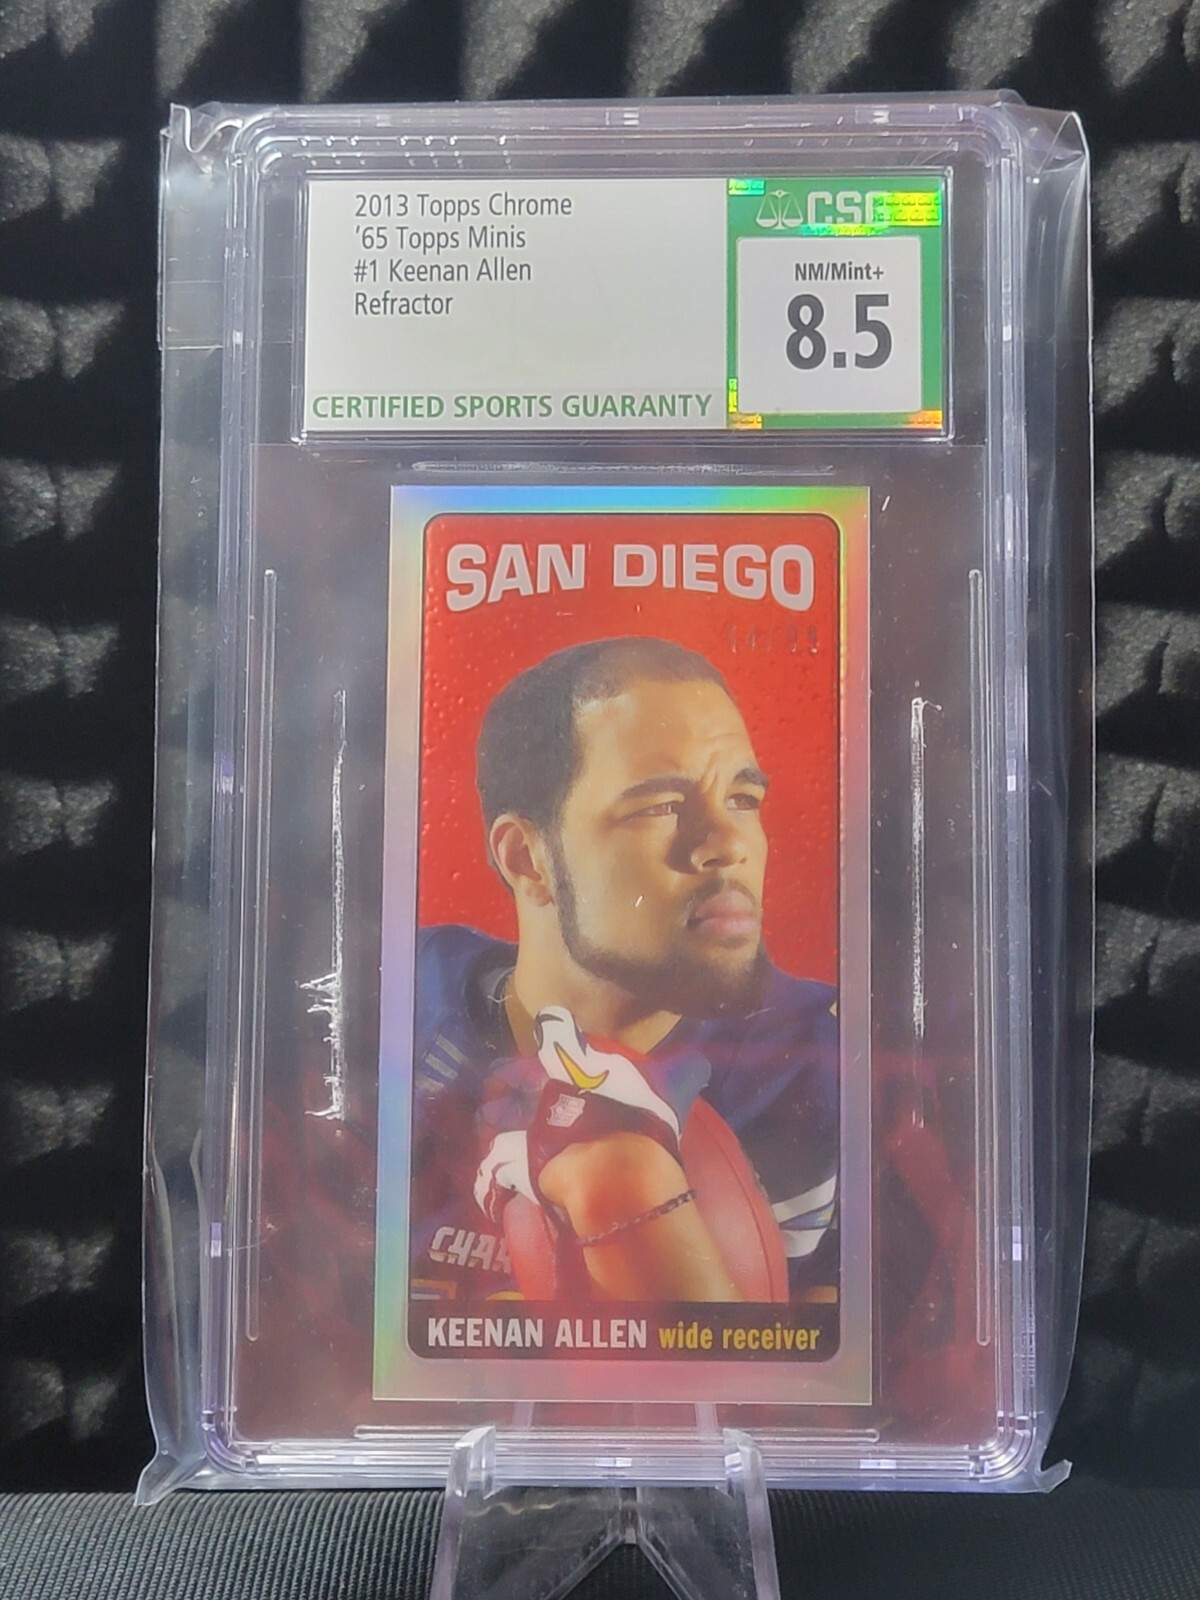 2013 Topps Chrome
'65 Topps Minis
#1 Keenan Allen
Refractor
CERTIFIED SPORTS GUARANTY
CSG
NM/Mint+
8.5
SAN DIEGO
KEENAN ALLEN wide receiver